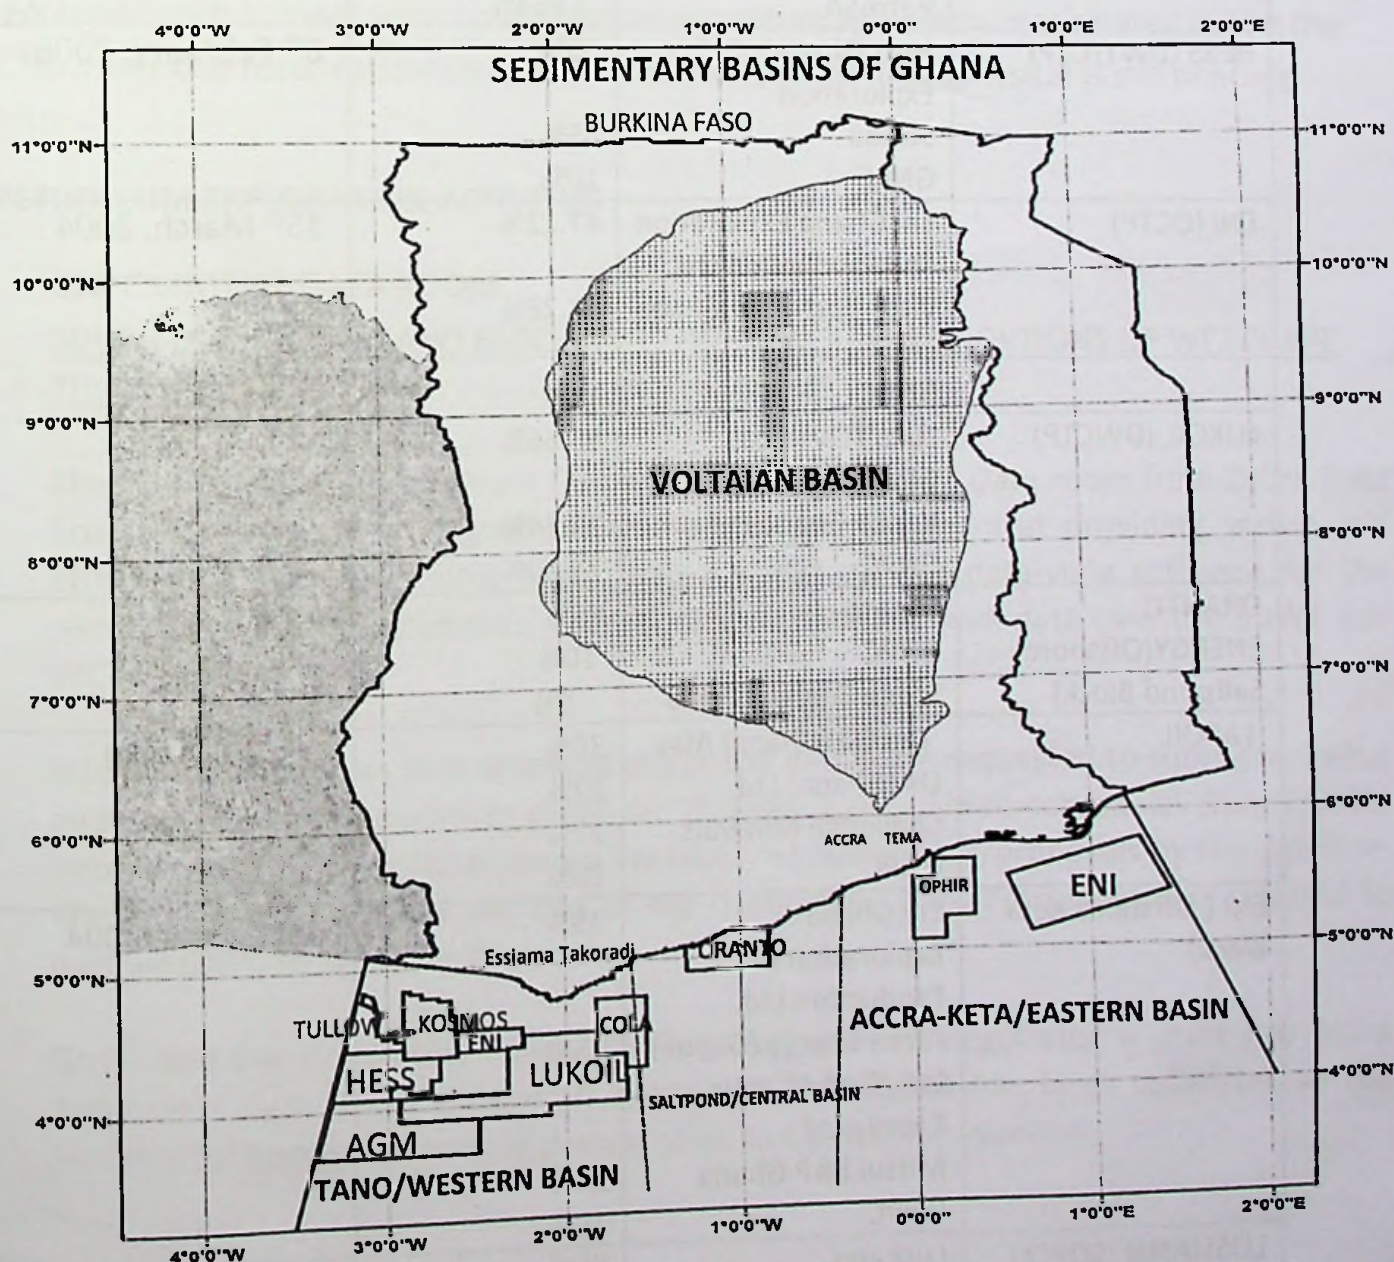 4°0'0"W
3°0'0"W
2°0'0"W
1°0'0"W
0°0'0"
1°0'0"E
2°0'0"E
SEDIMENTARY BASINS OF GHANA
BURKINA FASO
11°0'0"N
11°0'0"N
10°0'0"N
10°0'0"N
9°0'0"N
9°0'0"N
VOLTAIAN BASIN
8°0'0"N
8°0'0"N
7°0'0"N
7°0'0"N
6°0'0"N
6°0'0"N
ACCRA TEMA
OPHIR
ENI
Essiama Takoradi
CIRANTO
5°0'0"N
5°0'0"N
TULLOW
KOSMOS
COLA
ENI
ACCRA-KETA/EASTERN BASIN
HESS
LUKOIL
4°0'0"N
SALTPOND/CENTRAL BASIN
4°0'0"N
AGM
TANO/WESTERN BASIN
4°0'0"W
3°0'0"W
2°0'0"W
1°0'0"W
0°0'0"
1°0'0"E
2°0'0"E